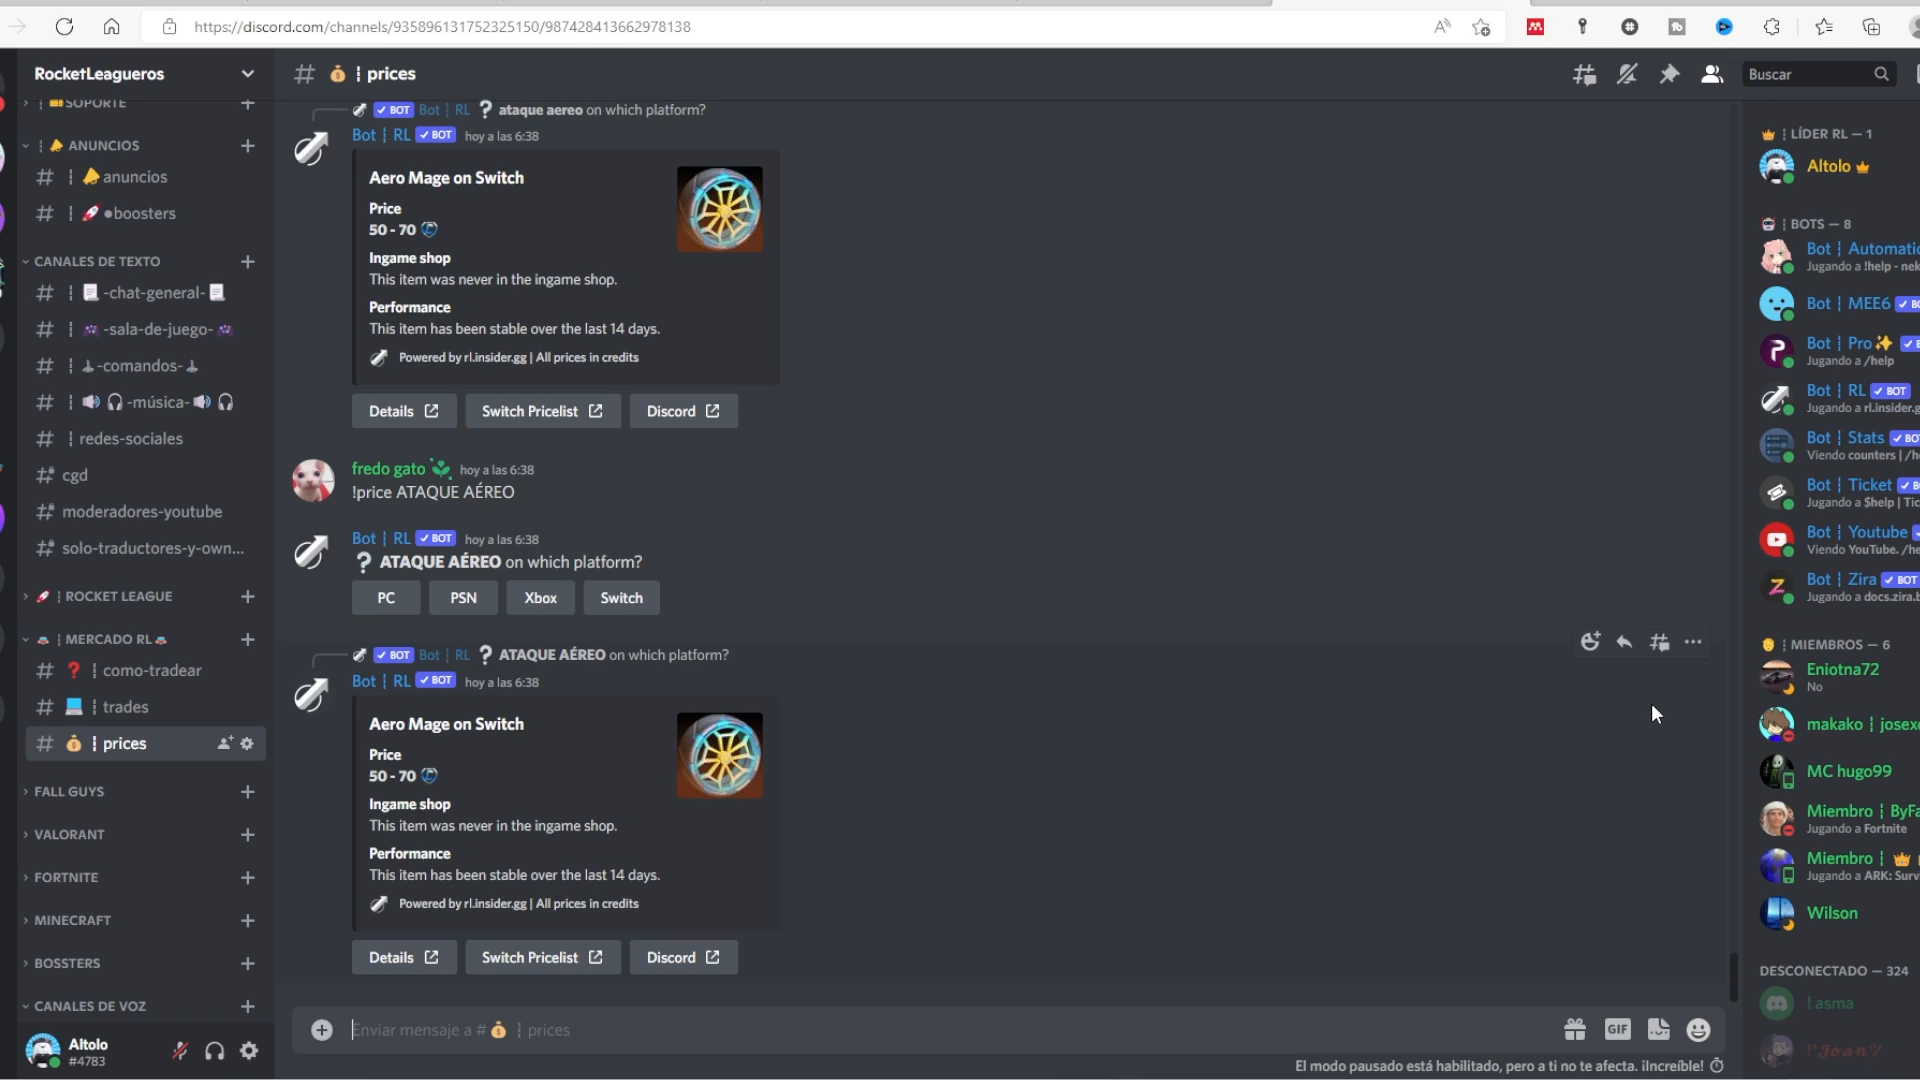 https://discord.com/channels/935896131752325150/987428413662978138
RocketLeagueros
SOPORTE
ANUNCIOS
anuncios
●boosters
CANALES DE TEXTO
-chat-general-
-sala-de-juego-
-comandos-
-música-
redes-sociales
cgd
moderadores-youtube
solo-traductores-y-own...
ROCKET LEAGUE
MERCADO RL
como-tradear
trades
prices
FALL GUYS
VALORANT
FORTNITE
MINECRAFT
BOSSTERS
CANALES DE VOZ
Altolo
#4783
prices
Buscar
BOT Bot ¦ RL ataque aereo on which platform?
Bot ¦ RL BOT hoy a las 6:38
Aero Mage on Switch
Price
50 - 70
Ingame shop
This item was never in the ingame shop.
Performance
This item has been stable over the last 14 days.
Powered by rl.insider.gg | All prices in credits
Details Switch Pricelist Discord
fredo gato hoy a las 6:38
!price ATAQUE AÉREO
Bot ¦ RL BOT hoy a las 6:38
ATAQUE AÉREO on which platform?
PC PSN Xbox Switch
BOT Bot ¦ RL ATAQUE AÉREO on which platform?
Bot ¦ RL BOT hoy a las 6:38
Aero Mage on Switch
Price
50 - 70
Ingame shop
This item was never in the ingame shop.
Performance
This item has been stable over the last 14 days.
Powered by rl.insider.gg | All prices in credits
Details Switch Pricelist Discord
Enviar mensaje a # ¦ prices
GIF
El modo pausado está habilitado, pero a ti no te afecta. ¡Increíble!
LÍDER RL — 1
Altolo
BOTS — 8
Bot ¦ Automatic
Jugando a !help - nek
Bot ¦ MEE6
Bot ¦ Pro
Jugando a /help
Bot ¦ RL BOT
Jugando a rl.insider.g
Bot ¦ Stats BO
Viendo counters | /h
Bot ¦ Ticket
Jugando a $help | Tic
Bot ¦ Youtube
Viendo YouTube. /he
Bot ¦ Zira BOT
Jugando a docs.zira.b
MIEMBROS — 6
Eniotna72
No
makako ¦ josex
MC hugo99
Miembro ¦ ByFa
Jugando a Fortnite
Miembro ¦
Jugando a ARK: Surv
Wilson
DESCONECTADO — 324
! asma